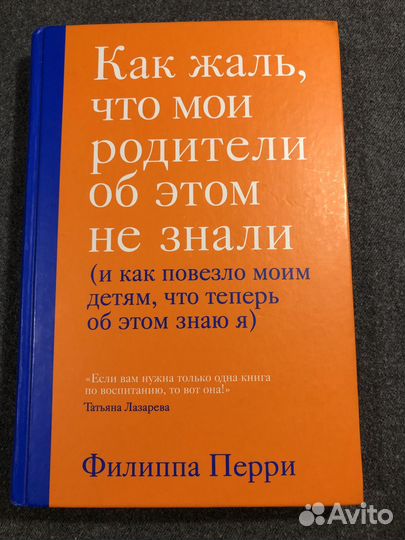 Как жаль,
что мои
родители
об этом
не знали
(и как повезло моим
детям, что теперь
об этом знаю я)
«Если вам нужна только одна книга
по воспитанию, то вот она!»
Татьяна Лазарева
Филиппа Перри
Avito